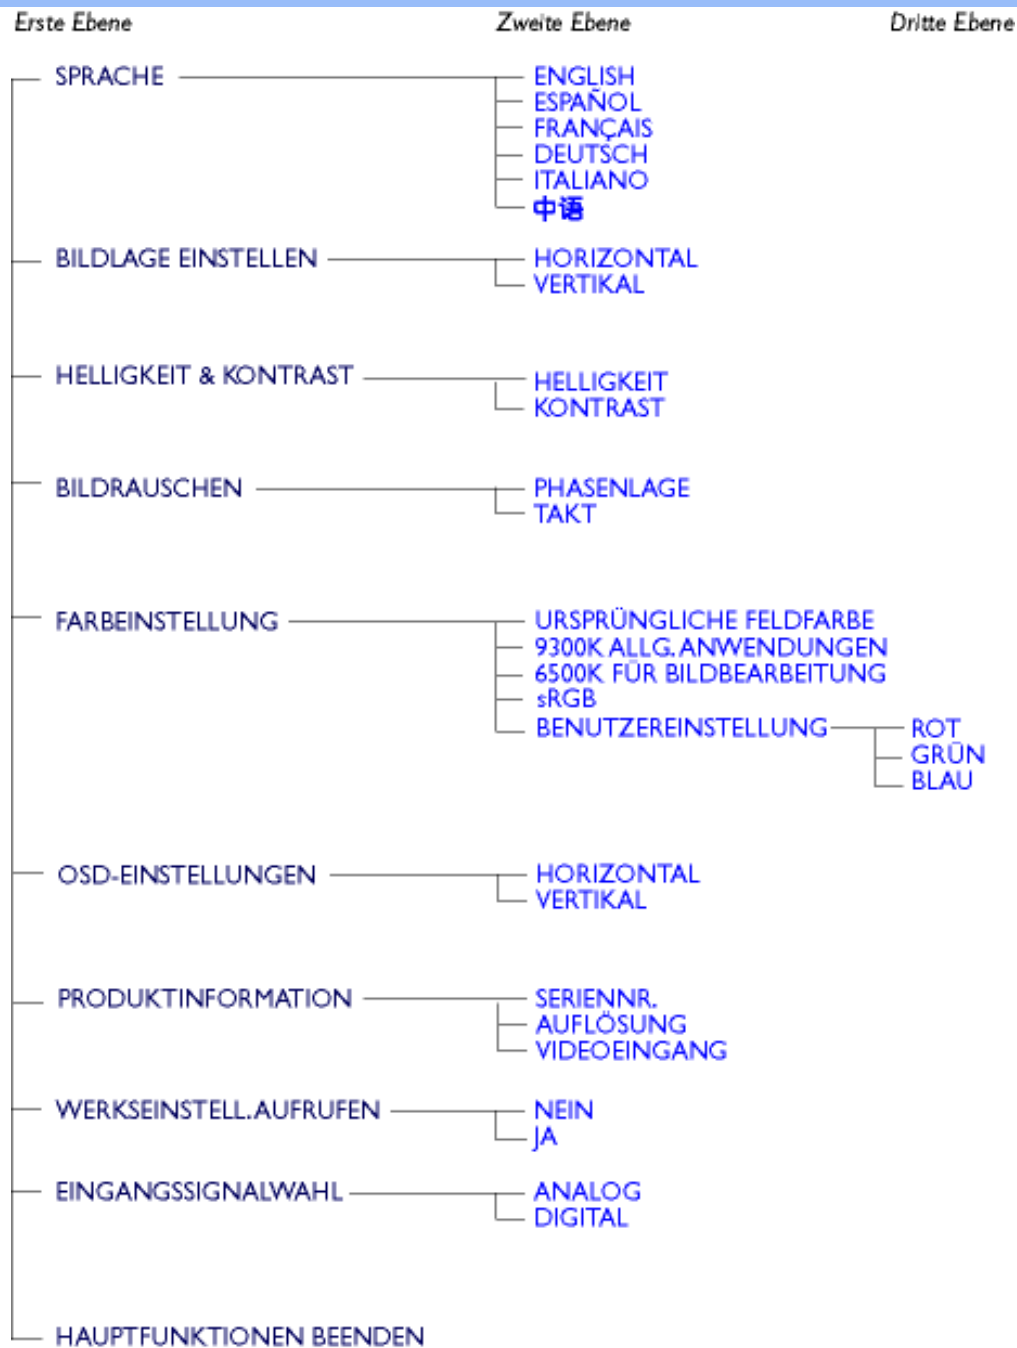 Erste Ebene Zweite Ebene Dritte Ebene
SPRACHE ENGLISH
ESPAÑOL
FRANÇAIS
DEUTSCH
ITALIANO
中语
BILDLAGE EINSTELLEN HORIZONTAL
VERTIKAL
HELLIGKEIT & KONTRAST HELLIGKEIT
KONTRAST
BILDRAUSCHEN PHASENLAGE
TAKT
FARBEINSTELLUNG URSPRÜNGLICHE FELDFARBE
9300K ALLG. ANWENDUNGEN
6500K FÜR BILDBEARBEITUNG
sRGB
BENUTZEREINSTELLUNG ROT
GRÜN
BLAU
OSD-EINSTELLUNGEN HORIZONTAL
VERTIKAL
PRODUKTINFORMATION SERIENNR.
AUFLÖSUNG
VIDEOEINGANG
WERKSEINSTELL. AUFRUFEN NEIN
JA
EINGANGSSIGNALWAHL ANALOG
DIGITAL
HAUPTFUNKTIONEN BEENDEN